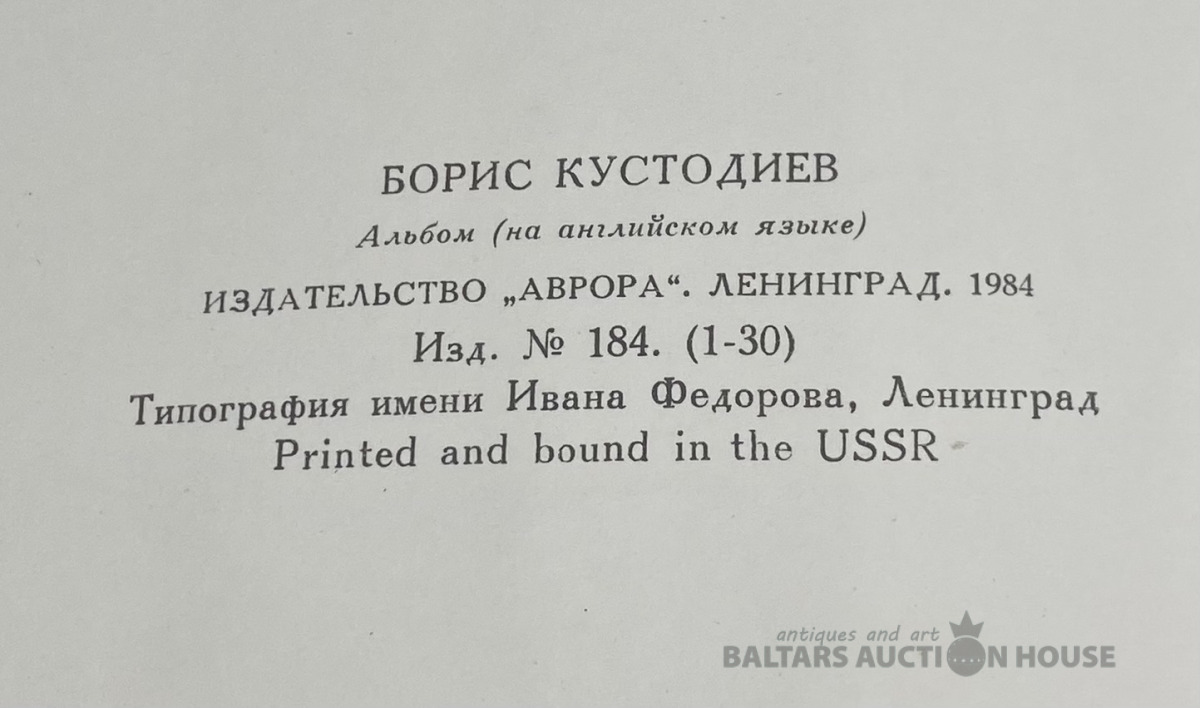 БОРИС КУСТОДИЕВ
Альбом (на английском языке)
ИЗДАТЕЛЬСТВО „АВРОРА“. ЛЕНИНГРАД. 1984
Изд. № 184. (1-30)
Типография имени Ивана Федорова, Ленинград
Printed and bound in the USSR
antiques and art
BALTARS AUCTION HOUSE